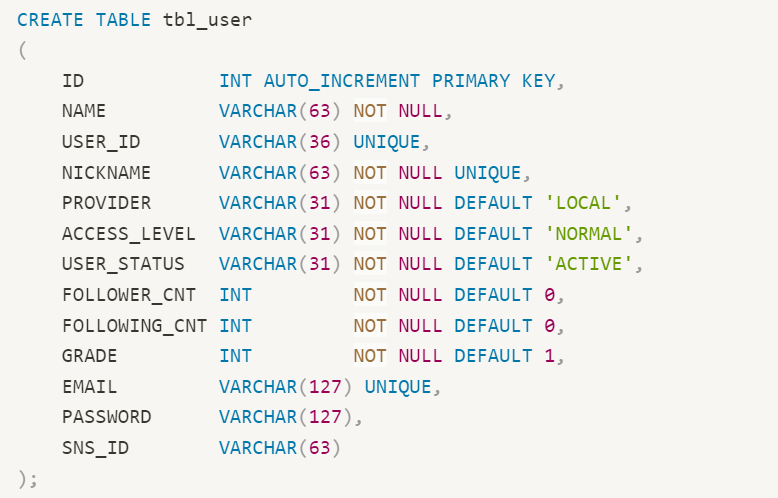 CREATE TABLE tbl_user
(
    ID            INT AUTO_INCREMENT PRIMARY KEY,
    NAME          VARCHAR(63) NOT NULL,
    USER_ID       VARCHAR(36) UNIQUE,
    NICKNAME      VARCHAR(63) NOT NULL UNIQUE,
    PROVIDER      VARCHAR(31) NOT NULL DEFAULT 'LOCAL',
    ACCESS_LEVEL  VARCHAR(31) NOT NULL DEFAULT 'NORMAL',
    USER_STATUS   VARCHAR(31) NOT NULL DEFAULT 'ACTIVE',
    FOLLOWER_CNT  INT         NOT NULL DEFAULT 0,
    FOLLOWING_CNT INT         NOT NULL DEFAULT 0,
    GRADE         INT         NOT NULL DEFAULT 1,
    EMAIL         VARCHAR(127) UNIQUE,
    PASSWORD      VARCHAR(127),
    SNS_ID        VARCHAR(63)
);